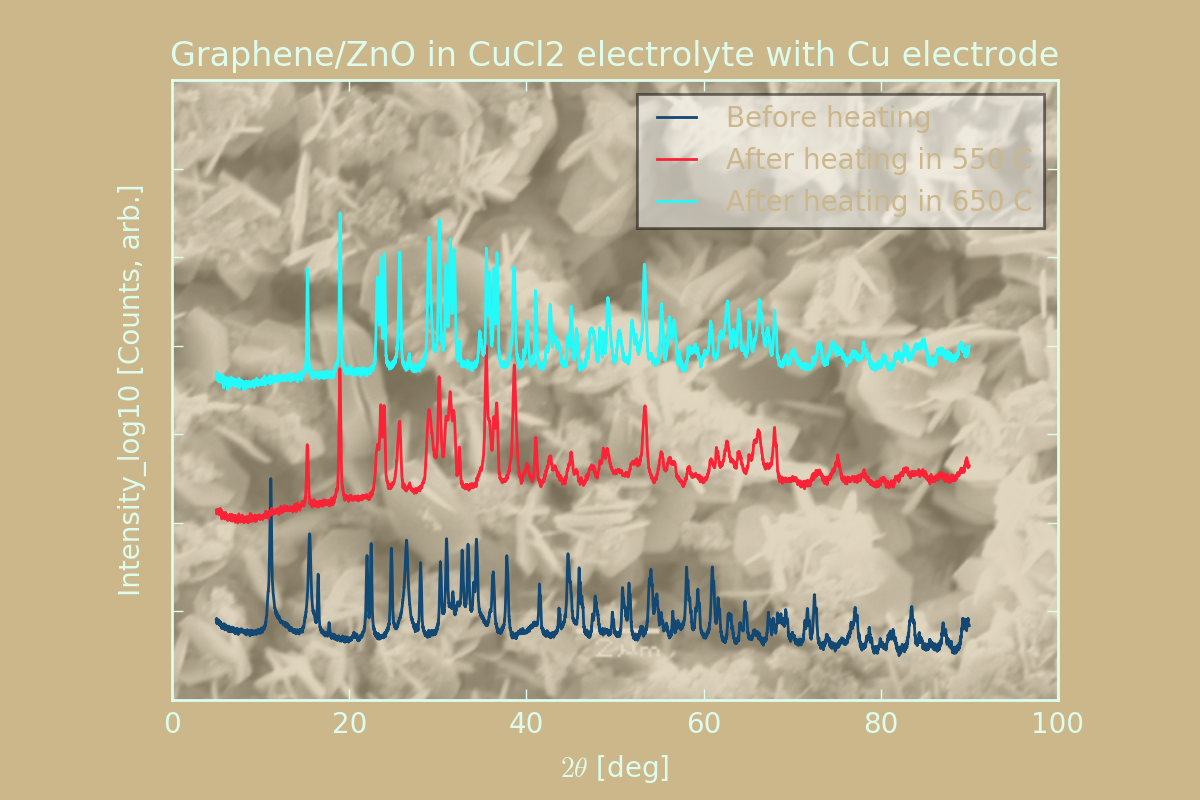 Graphene/ZnO in CuCl2 electrolyte with Cu electrode
Before heating
After heating in 550 C
After heating in 650 C
Intensity_log10 [Counts, arb.]
2μm
0 20 40 60 80 100
2θ [deg]